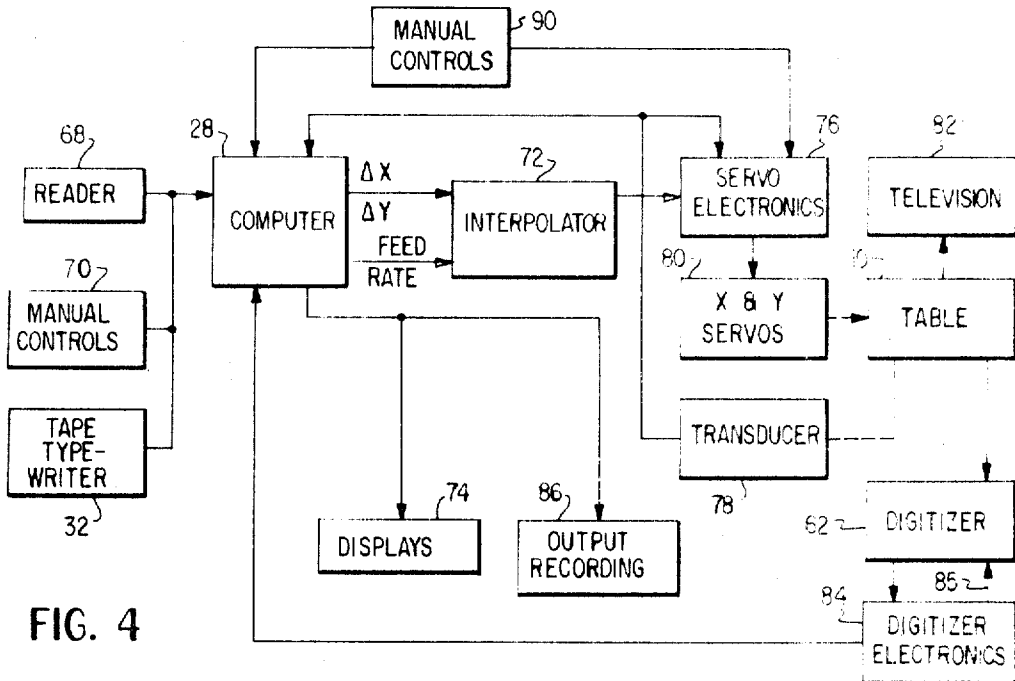 MANUAL
CONTROLS
90
68
28
76
82
READER
COMPUTER
ΔX
ΔY
FEED
RATE
72
INTERPOLATOR
SERVO
ELECTRONICS
TELEVISION
70
MANUAL
CONTROLS
80
X & Y
SERVOS
TABLE
TAPE
TYPE-
WRITER
32
TRANSDUCER
78
74
DISPLAYS
86
OUTPUT
RECORDING
62
DIGITIZER
85
84
DIGITIZER
ELECTRONICS
FIG. 4